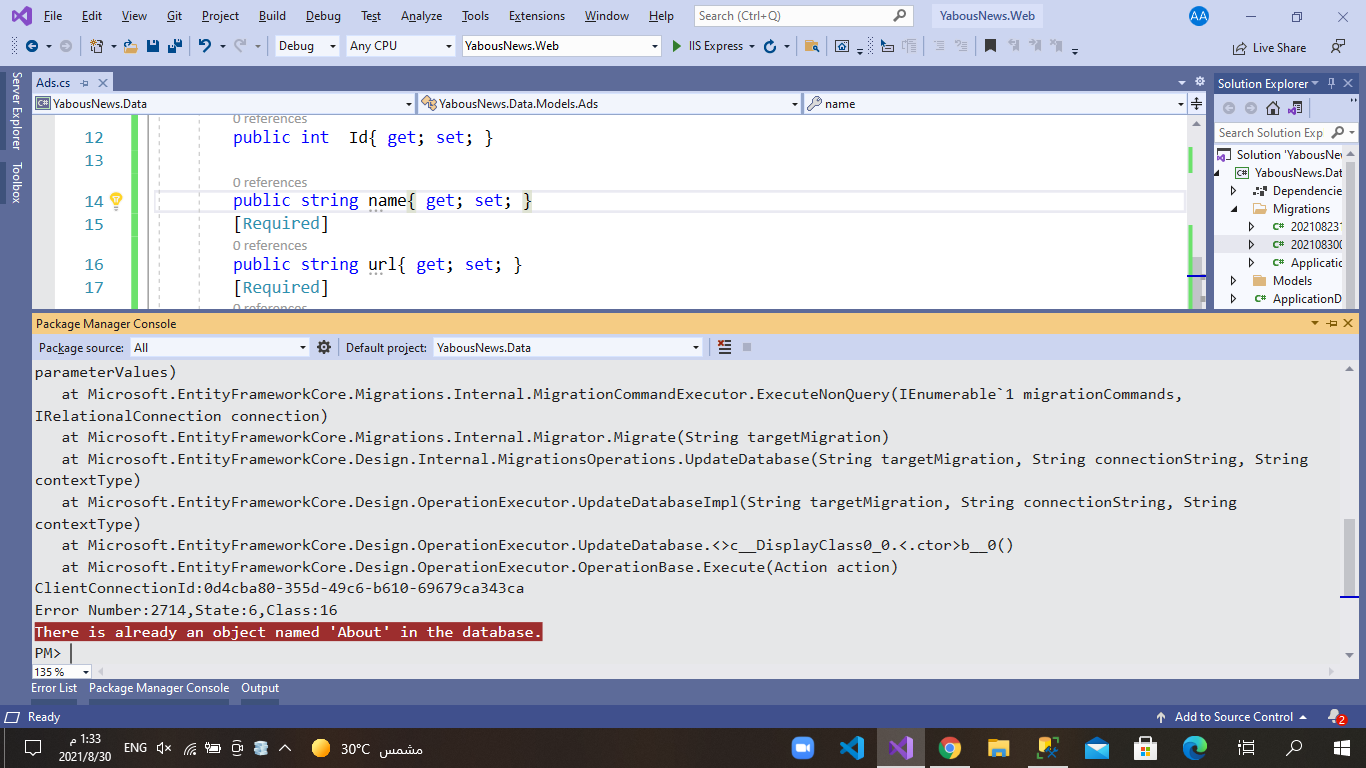 File Edit View Git Project Build Debug Test Analyze Tools Extensions Window Help Search (Ctrl+Q) YabousNews.Web AA
Debug Any CPU YabousNews.Web IIS Express Live Share
Server Explorer
Toolbox
Ads.cs
YabousNews.Data YabousNews.Data.Models.Ads name
0 references
12 public int Id{ get; set; }
13
0 references
14 public string name{ get; set; }
15 [Required]
0 references
16 public string url{ get; set; }
17 [Required]
0 references
Solution Explorer
Search Solution Exp
Solution 'YabousNe
YabousNews.Dat
Dependencie
Migrations
202108231
202108300
Applicatio
Models
ApplicationD
Package Manager Console
Package source: All Default project: YabousNews.Data
parameterValues)
at Microsoft.EntityFrameworkCore.Migrations.Internal.MigrationCommandExecutor.ExecuteNonQuery(IEnumerable`1 migrationCommands,
IRelationalConnection connection)
at Microsoft.EntityFrameworkCore.Migrations.Internal.Migrator.Migrate(String targetMigration)
at Microsoft.EntityFrameworkCore.Design.Internal.MigrationsOperations.UpdateDatabase(String targetMigration, String connectionString, String
contextType)
at Microsoft.EntityFrameworkCore.Design.OperationExecutor.UpdateDatabaseImpl(String targetMigration, String connectionString, String
contextType)
at Microsoft.EntityFrameworkCore.Design.OperationExecutor.UpdateDatabase.<>c__DisplayClass0_0.<.ctor>b__0()
at Microsoft.EntityFrameworkCore.Design.OperationExecutor.OperationBase.Execute(Action action)
ClientConnectionId:0d4cba80-355d-49c6-b610-69679ca343ca
Error Number:2714,State:6,Class:16
There is already an object named 'About' in the database.
PM>
135 %
Error List Package Manager Console Output
Ready Add to Source Control 2
1:33 م
2021/8/30
ENG
30°C مشمس